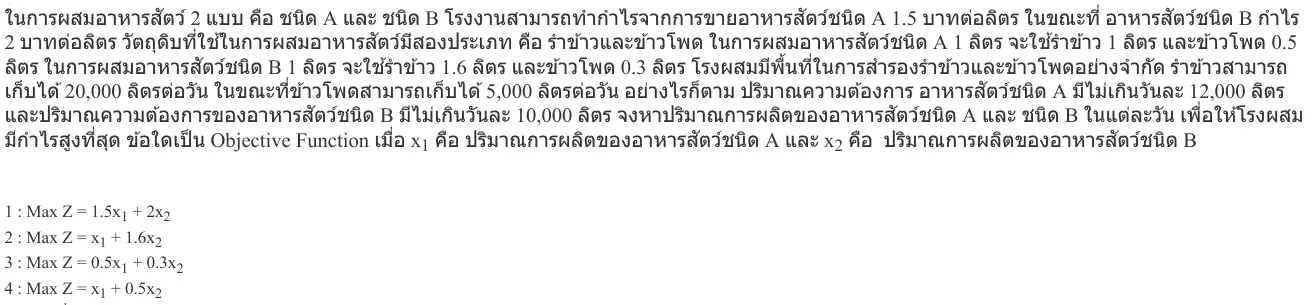 ในการผสมอาหารสัตว์ 2 แบบ คือ ชนิด A และ ชนิด B โรงงานสามารถทำกำไรจากการขายอาหารสัตว์ชนิด A 1.5 บาทต่อลิตร ในขณะที่ อาหารสัตว์ชนิด B กำไร
2 บาทต่อลิตร วัตถุดิบที่ใช้ในการผสมอาหารสัตว์มีสองประเภท คือ รำข้าวและข้าวโพด ในการผสมอาหารสัตว์ชนิด A 1 ลิตร จะใช้รำข้าว 1 ลิตร และข้าวโพด 0.5
ลิตร ในการผสมอาหารสัตว์ชนิด B 1 ลิตร จะใช้รำข้าว 1.6 ลิตร และข้าวโพด 0.3 ลิตร โรงผสมมีพื้นที่ในการสำรองรำข้าวและข้าวโพดอย่างจำกัด รำข้าวสามารถ
เก็บได้ 20,000 ลิตรต่อวัน ในขณะที่ข้าวโพดสามารถเก็บได้ 5,000 ลิตรต่อวัน อย่างไรก็ตาม ปริมาณความต้องการ อาหารสัตว์ชนิด A มีไม่เกินวันละ 12,000 ลิตร
และปริมาณความต้องการของอาหารสัตว์ชนิด B มีไม่เกินวันละ 10,000 ลิตร จงหาปริมาณการผลิตของอาหารสัตว์ชนิด A และ ชนิด B ในแต่ละวัน เพื่อให้โรงผสม
มีกำไรสูงที่สุด ข้อใดเป็น Objective Function เมื่อ x1 คือ ปริมาณการผลิตของอาหารสัตว์ชนิด A และ x2 คือ ปริมาณการผลิตของอาหารสัตว์ชนิด B
1 : Max Z = 1.5x1 + 2x2
2 : Max Z = x1 + 1.6x2
3 : Max Z = 0.5x1 + 0.3x2
4 : Max Z = x1 + 0.5x2